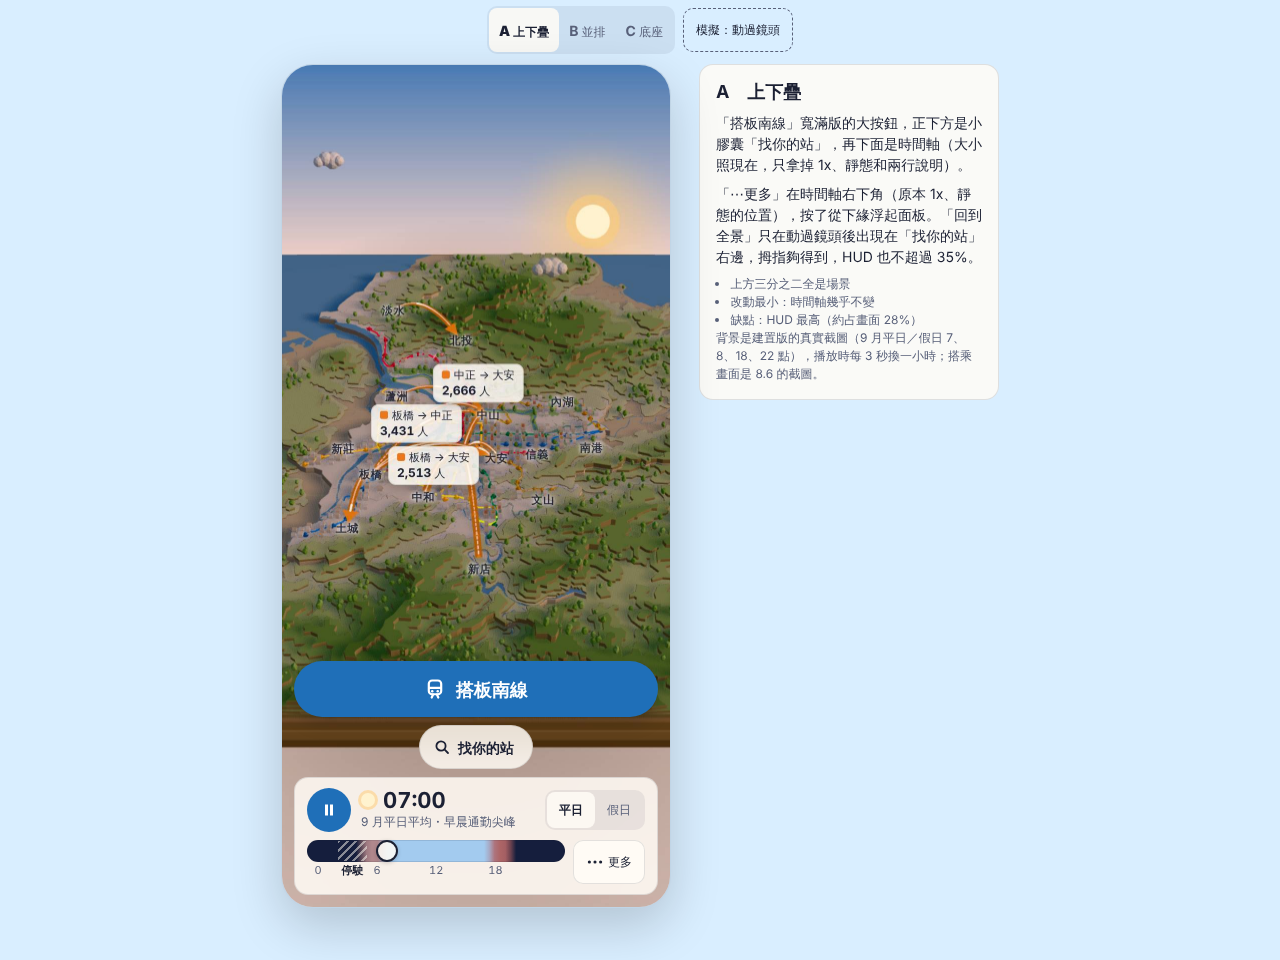 A 上下疊
B 並排
C 底座
模擬：動過鏡頭
淡水
北投
中正 → 大安
2,666 人
蘆洲
內湖
板橋 → 中正
3,431 人
中山
新莊
板橋 → 大安
2,513 人
大安
信義
南港
板橋
中和
文山
土城
新店
搭板南線
找你的站
07:00
9 月平日平均・早晨通勤尖峰
平日
假日
0
停駛
6
12
18
••• 更多
A 上下疊
「搭板南線」寬滿版的大按鈕，正下方是小
膠囊「找你的站」，再下面是時間軸（大小
照現在，只拿掉 1x、靜態和兩行說明）。
「⋯更多」在時間軸右下角（原本 1x、靜
態的位置），按了從下緣浮起面板。「回到
全景」只在動過鏡頭後出現在「找你的站」
右邊，拇指夠得到，HUD 也不超過 35%。
• 上方三分之二全是場景
• 改動最小：時間軸幾乎不變
• 缺點：HUD 最高（約占畫面 28%）
背景是建置版的真實截圖（9 月平日／假日 7、
8、18、22 點），播放時每 3 秒換一小時；搭乘
畫面是 8.6 的截圖。